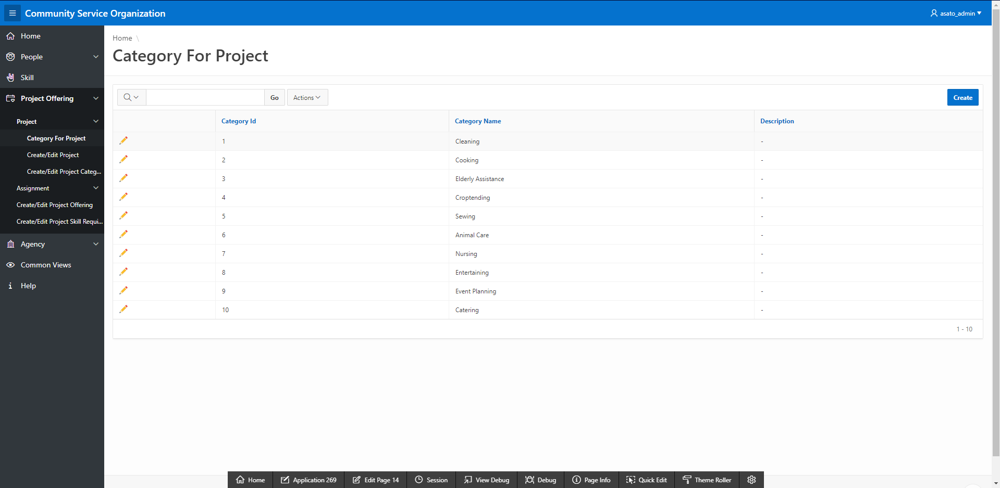 Community Service Organization
asato_admin
Home
People
Skill
Project Offering
Project
Category For Project
Create/Edit Project
Create/Edit Project Categ...
Assignment
Create/Edit Project Offering
Create/Edit Project Skill Requi...
Agency
Common Views
Help
Home \
Category For Project
Go Actions Create
Category Id Category Name Description
1 Cleaning -
2 Cooking -
3 Elderly Assistance -
4 Croptending -
5 Sewing -
6 Animal Care -
7 Nursing -
8 Entertaining -
9 Event Planning -
10 Catering -
1 - 10
Home Application 269 Edit Page 14 Session View Debug Debug Page Info Quick Edit Theme Roller